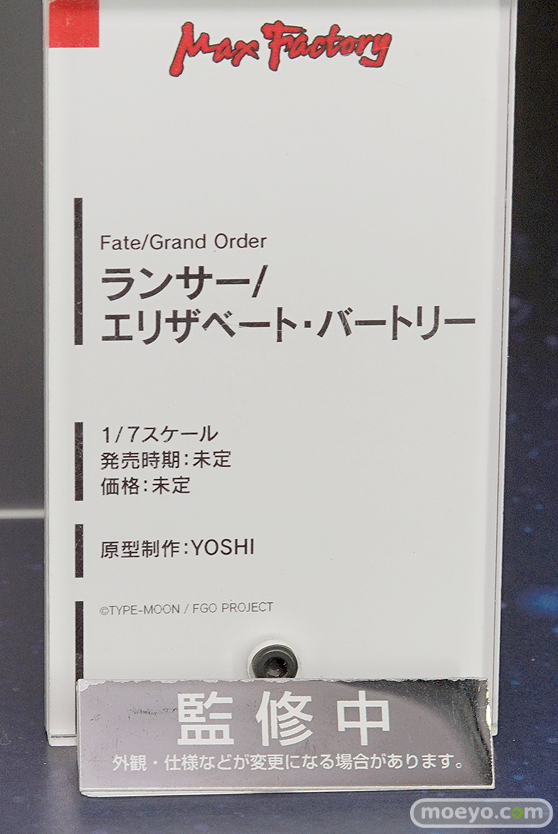 Max Factory
Fate/Grand Order
ランサー/
エリザベート・バートリー
1/7スケール
発売時期：未定
価格：未定
原型制作：YOSHI
©TYPE-MOON / FGO PROJECT
監修中
外観・仕様などが変更になる場合があります。
moeyo.com